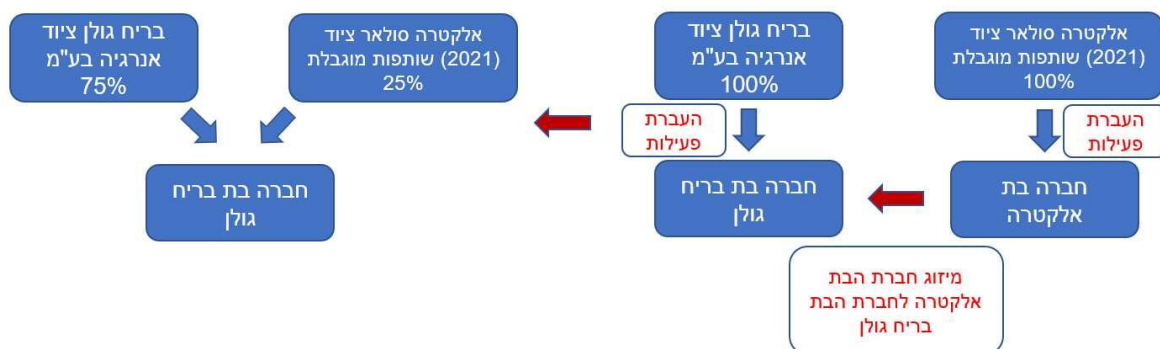 אלקטרה סולאר ציוד
(2021) שותפות מוגבלת
100%
בריח גולן ציוד
אנרגיה בע"מ
100%
העברת
פעילות
העברת
פעילות
חברה בת
אלקטרה
חברה בת בריח
גולן
מיזוג חברת הבת
אלקטרה לחברת הבת
בריח גולן
אלקטרה סולאר ציוד
(2021) שותפות מוגבלת
25%
בריח גולן ציוד
אנרגיה בע"מ
75%
חברה בת בריח
גולן